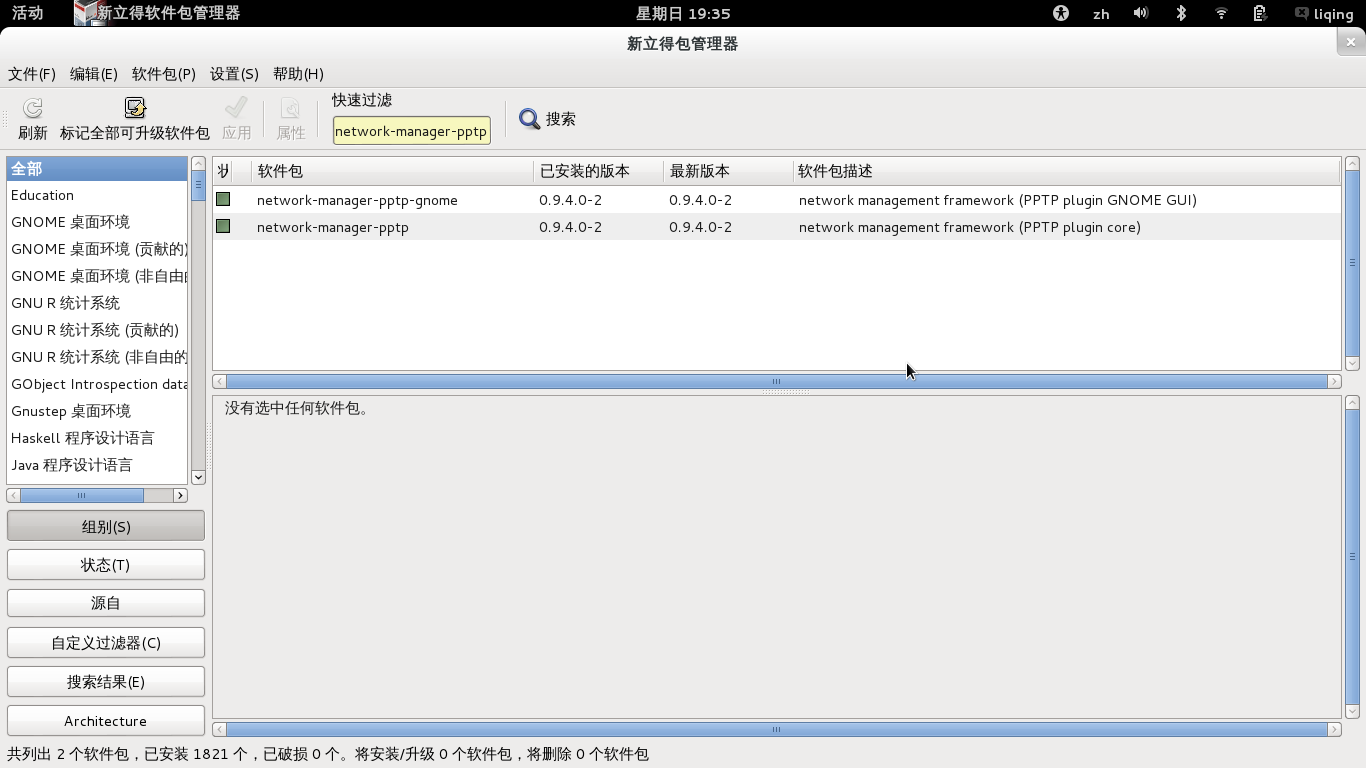 活动 新立得软件包管理器 星期日 19:35 zh liqing
新立得包管理器
文件(F) 编辑(E) 软件包(P) 设置(S) 帮助(H)
刷新 标记全部可升级软件包 应用 属性 快速过滤 搜索
network-manager-pptp
全部
Education
GNOME 桌面环境
GNOME 桌面环境 (贡献的)
GNOME 桌面环境 (非自由
GNU R 统计系统
GNU R 统计系统 (贡献的)
GNU R 统计系统 (非自由的
GObject Introspection data
Gnustep 桌面环境
Haskell 程序设计语言
Java 程序设计语言
组别(S)
状态(T)
源自
自定义过滤器(C)
搜索结果(E)
Architecture
软件包 已安装的版本 最新版本 软件包描述
network-manager-pptp-gnome 0.9.4.0-2 0.9.4.0-2 network management framework (PPTP plugin GNOME GUI)
network-manager-pptp 0.9.4.0-2 0.9.4.0-2 network management framework (PPTP plugin core)
没有选中任何软件包。
共列出 2 个软件包，已安装 1821 个，已破损 0 个。将安装/升级 0 个软件包，将删除 0 个软件包